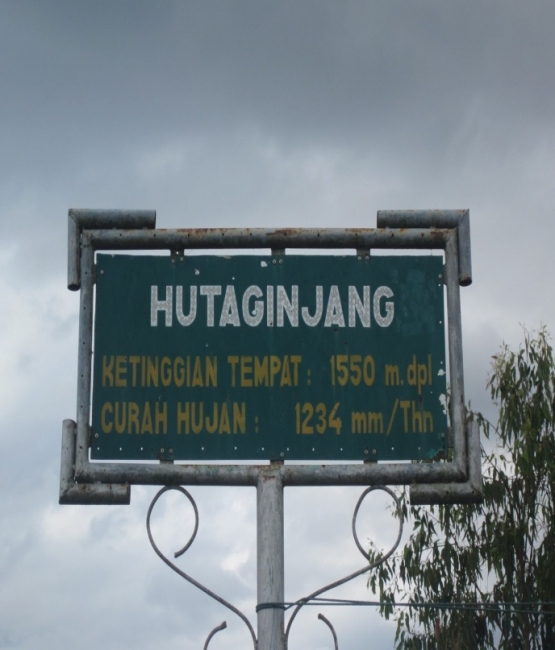 HUTAGINJANG
KETINGGIAN TEMPAT : 1550 m.dpl
CURAH HUJAN : 1234 mm/Thn